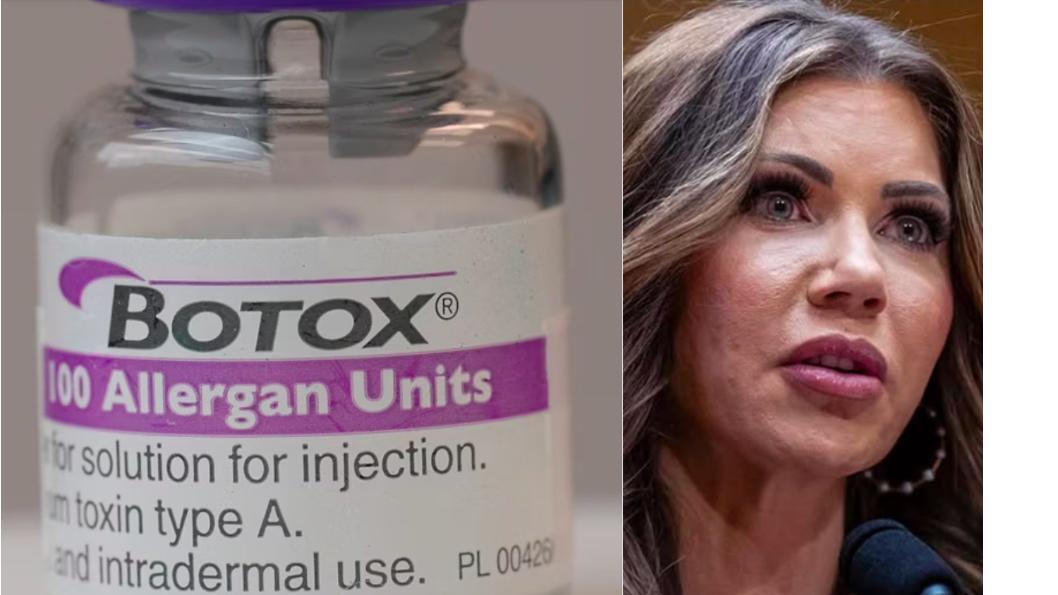 BOTOX®
100 Allergan Units
for solution for injection.
toxin type A.
and intradermal use. PL 00426